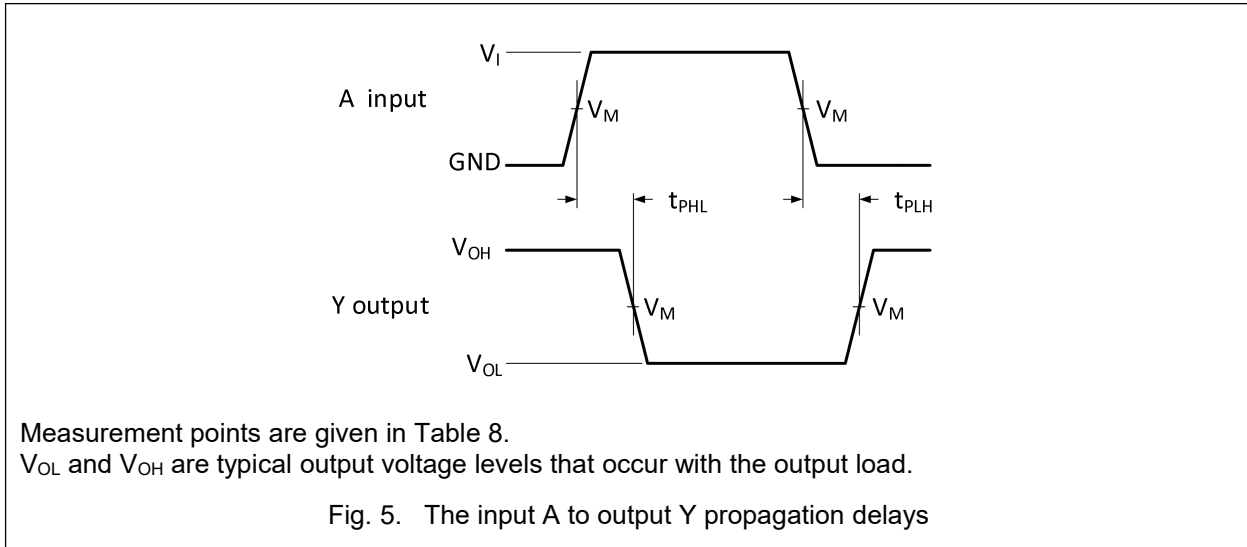 V_I
A input
V_M
V_M
GND
t_PHL
t_PLH
V_OH
Y output
V_M
V_M
V_OL
Measurement points are given in Table 8.
V_OL and V_OH are typical output voltage levels that occur with the output load.
Fig. 5. The input A to output Y propagation delays